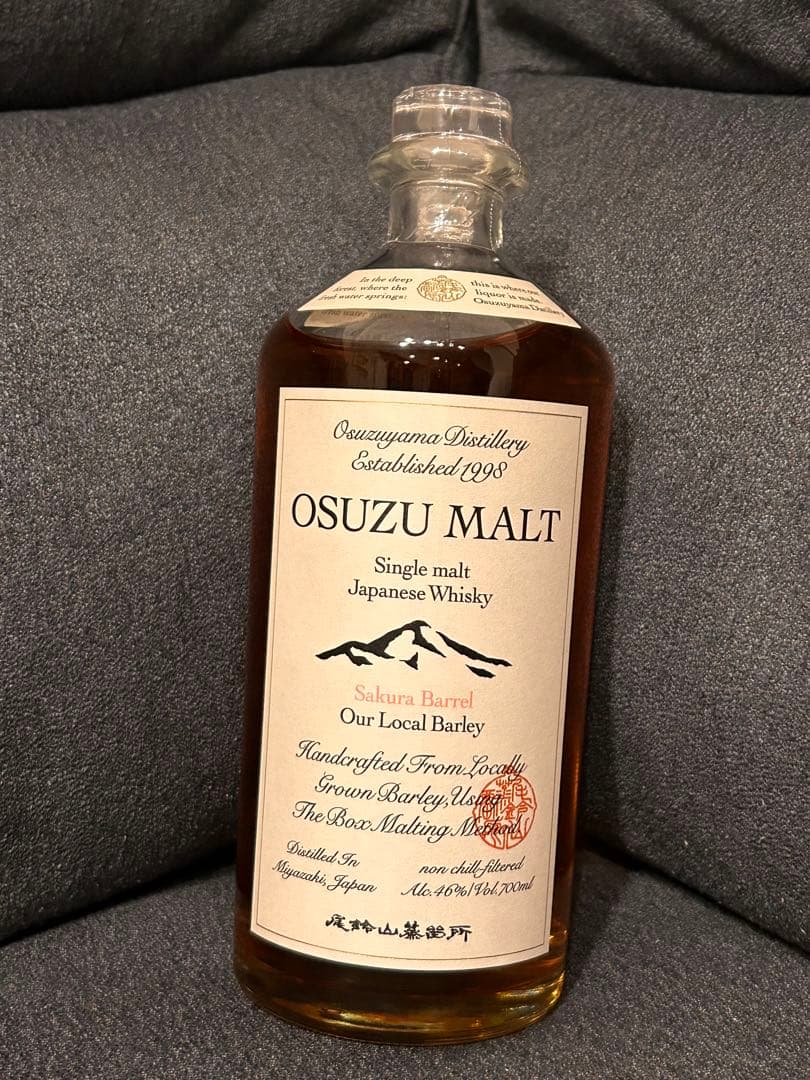 In the deep
forest, where the
fresh water springs:
this is where our
liquor is made.
Osuzuyama Distillery
Osuzuyama Distillery
Established 1998
OSUZU MALT
Single malt
Japanese Whisky
Sakura Barrel
Our Local Barley
Handcrafted From Locally
Grown Barley, Using
The Box Malting Method.
Distilled In
Miyazaki, Japan
non chill-filtered
Alc.46%/Vol.700ml
尾鈴山蒸留所